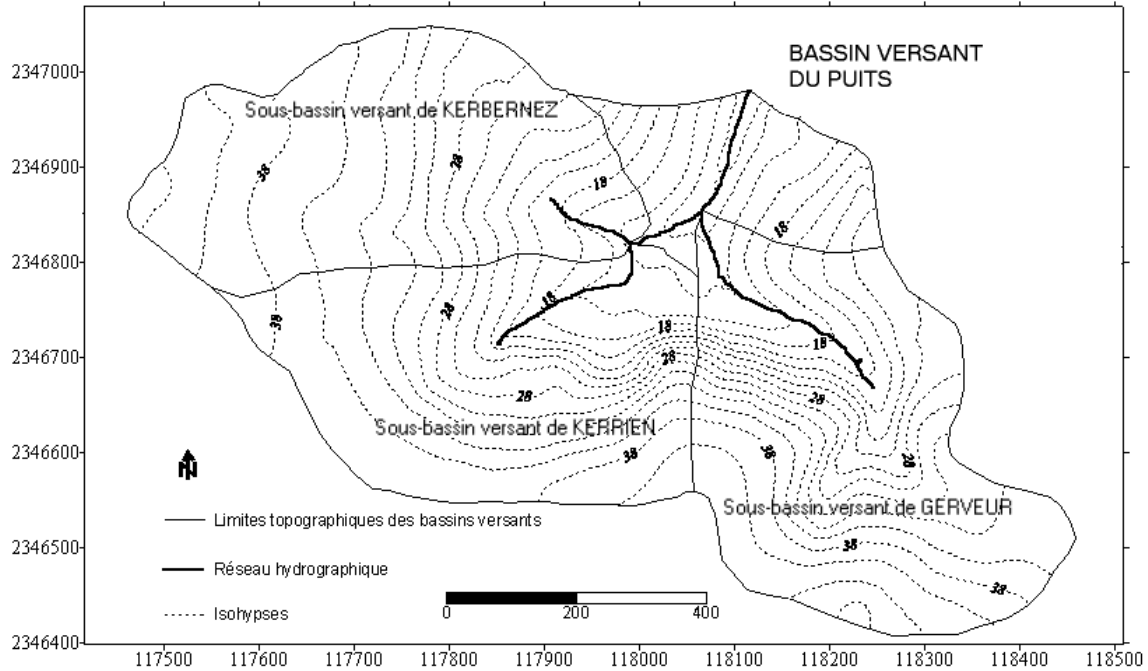 BASSIN VERSANT
DU PUITS
2347000
Sous-bassin versant de KERBERNEZ
28
38
2346900
18
18
2346800
18
28
38
18
18
2346700
28
28
28
Sous-bassin versant de KERRIEN
38
38
28
2346600
N
Sous-bassin versant de GERVEUR
Limites topographiques des bassins versants
38
2346500
Réseau hydrographique
38
0
200
400
Isohypses
2346400
117500 117600 117700 117800 117900 118000 118100 118200 118300 118400 118500